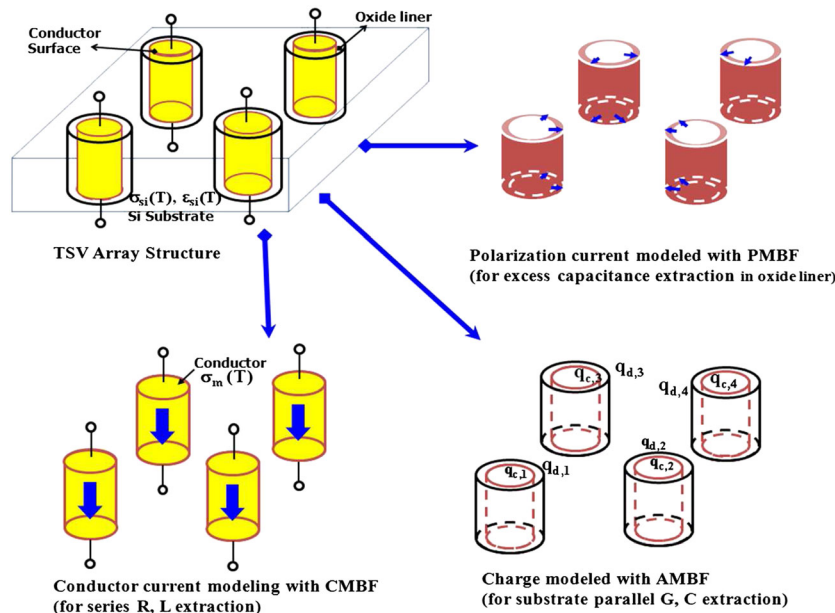 Conductor
Surface
Oxide liner
σsi(T), εsi(T)
Si Substrate
TSV Array Structure
Polarization current modeled with PMBF
(for excess capacitance extraction in oxide liner)
Conductor
σm (T)
Conductor current modeling with CMBF
(for series R, L extraction)
qc,3
qd,3
qd,4
qc,4
qc,1
qd,1
qd,2
qc,2
Charge modeled with AMBF
(for substrate parallel G, C extraction)